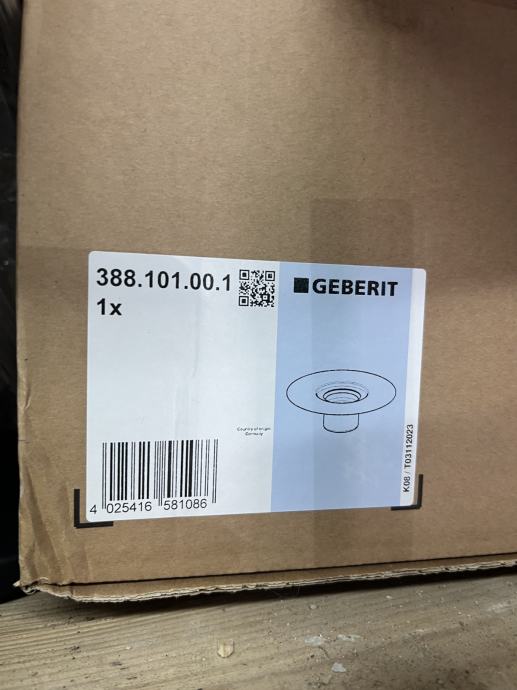 388.101.00.1
1x
GEBERIT
Country of origin:
Germany
4 025416 581086
K08 / T03112023